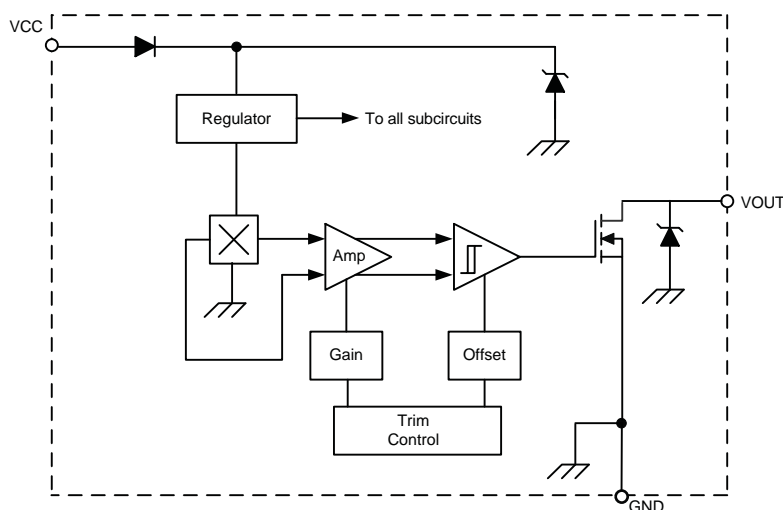 VCC
Regulator
To all subcircuits
VOUT
Amp
Gain
Offset
Trim
Control
GND